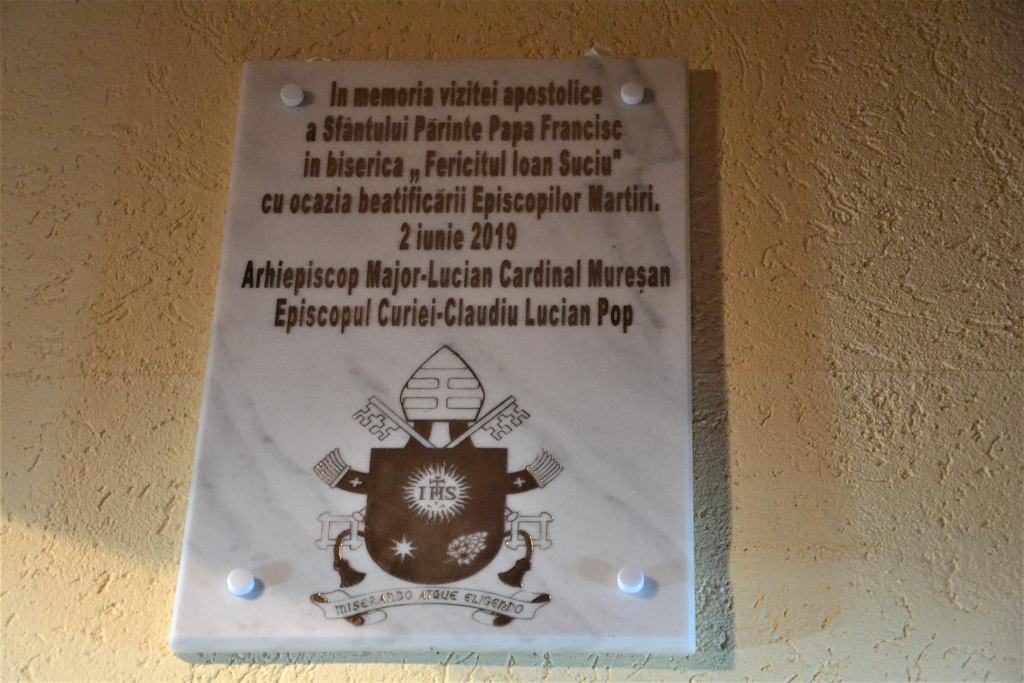 In memoria vizitei apostolice
a Sfântului Părinte Papa Francisc
in biserica „ Fericitul Ioan Suciu"
cu ocazia beatificării Episcopilor Martiri.
2 iunie 2019
Arhiepiscop Major-Lucian Cardinal Mureșan
Episcopul Curiei-Claudiu Lucian Pop
IHS
MISERANDO ATQUE ELIGENDO